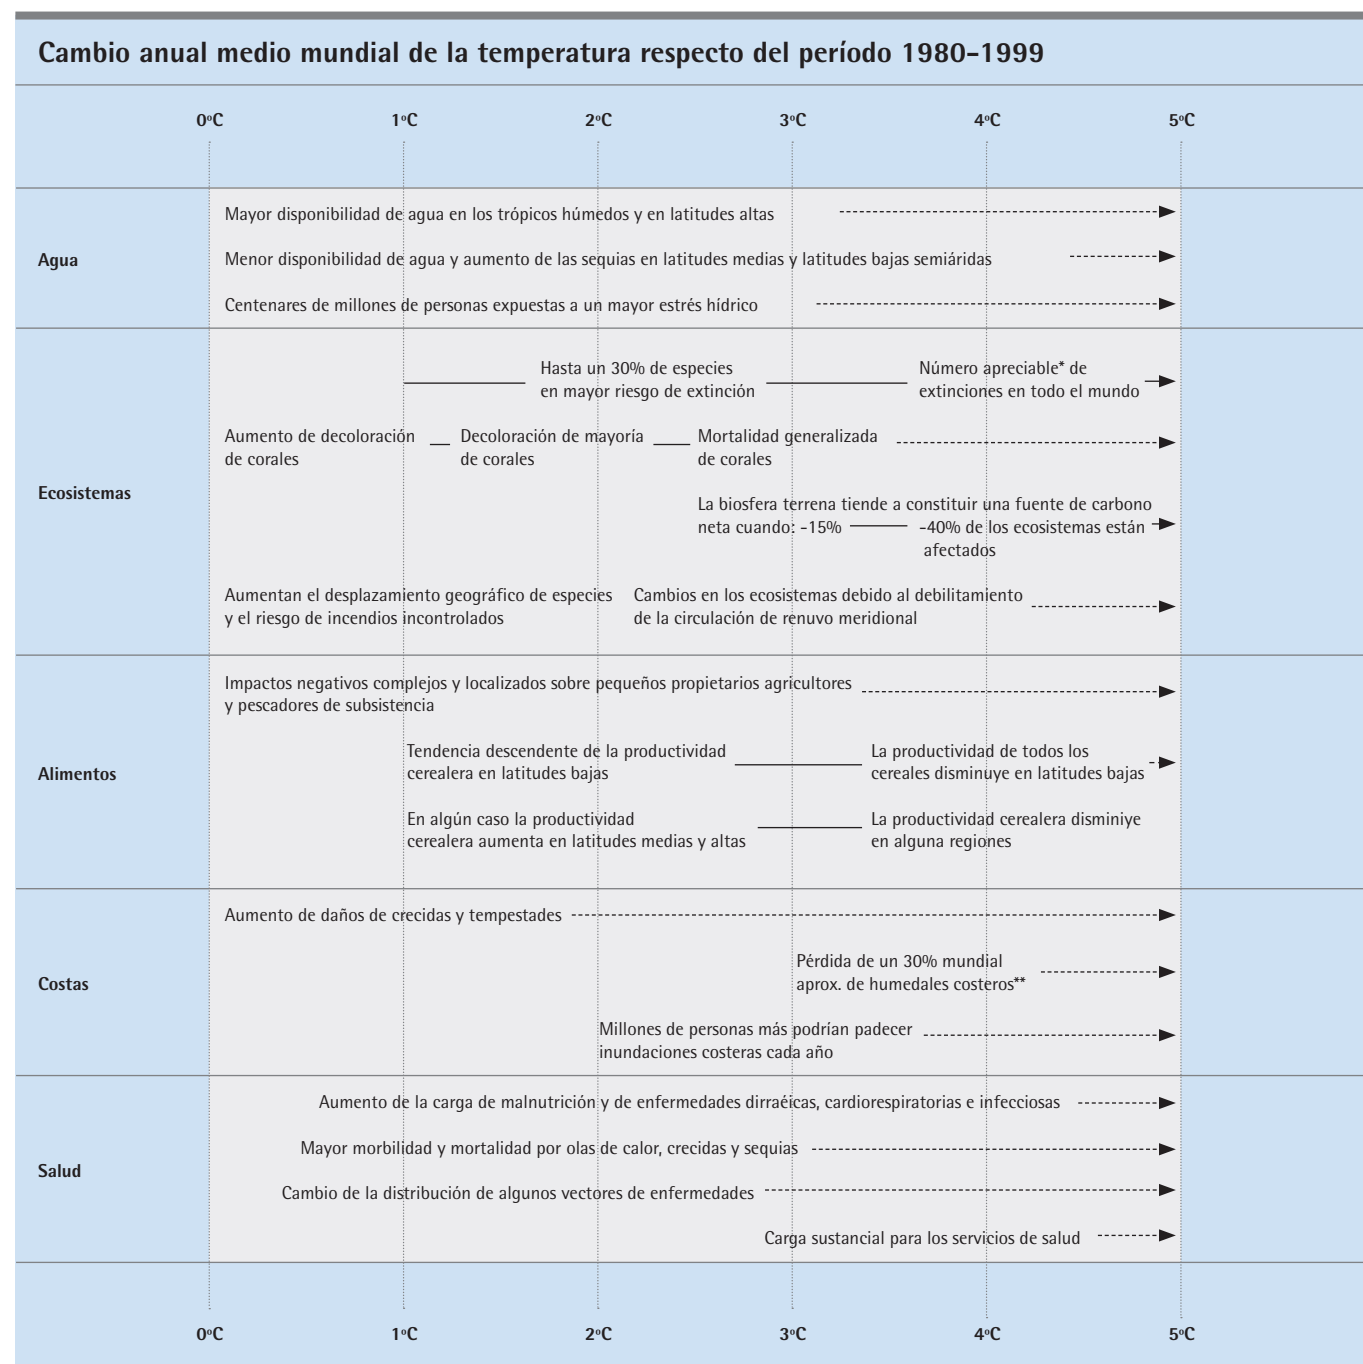 Cambio anual medio mundial de la temperatura respecto del período 1980-1999
0ºC 1ºC 2ºC 3ºC 4ºC 5ºC
Agua
Mayor disponibilidad de agua en los trópicos húmedos y en latitudes altas
Menor disponibilidad de agua y aumento de las sequias en latitudes medias y latitudes bajas semiáridas
Centenares de millones de personas expuestas a un mayor estrés hídrico
Ecosistemas
Hasta un 30% de especies
en mayor riesgo de extinción
Número apreciable* de
extinciones en todo el mundo
Aumento de decoloración
de corales
Decoloración de mayoría
de corales
Mortalidad generalizada
de corales
La biosfera terrena tiende a constituir una fuente de carbono
neta cuando: -15% -40% de los ecosistemas están
afectados
Aumentan el desplazamiento geográfico de especies
y el riesgo de incendios incontrolados
Cambios en los ecosistemas debido al debilitamiento
de la circulación de renuvo meridional
Alimentos
Impactos negativos complejos y localizados sobre pequeños propietarios agricultores
y pescadores de subsistencia
Tendencia descendente de la productividad
cerealera en latitudes bajas
La productividad de todos los
cereales disminuye en latitudes bajas
En algún caso la productividad
cerealera aumenta en latitudes medias y altas
La productividad cerealera disminiye
en alguna regiones
Costas
Aumento de daños de crecidas y tempestades
Pérdida de un 30% mundial
aprox. de humedales costeros**
Millones de personas más podrían padecer
inundaciones costeras cada año
Salud
Aumento de la carga de malnutrición y de enfermedades dirraéicas, cardiorespiratorias e infecciosas
Mayor morbilidad y mortalidad por olas de calor, crecidas y sequias
Cambio de la distribución de algunos vectores de enfermedades
Carga sustancial para los servicios de salud
0ºC 1ºC 2ºC 3ºC 4ºC 5ºC